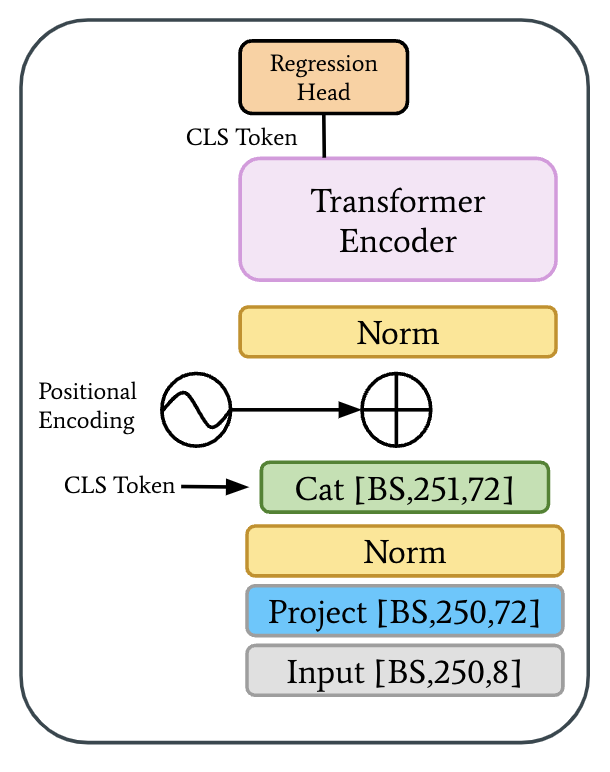 Regression
Head
CLS Token
Transformer
Encoder
Norm
Positional
Encoding
CLS Token
Cat [BS,251,72]
Norm
Project [BS,250,72]
Input [BS,250,8]